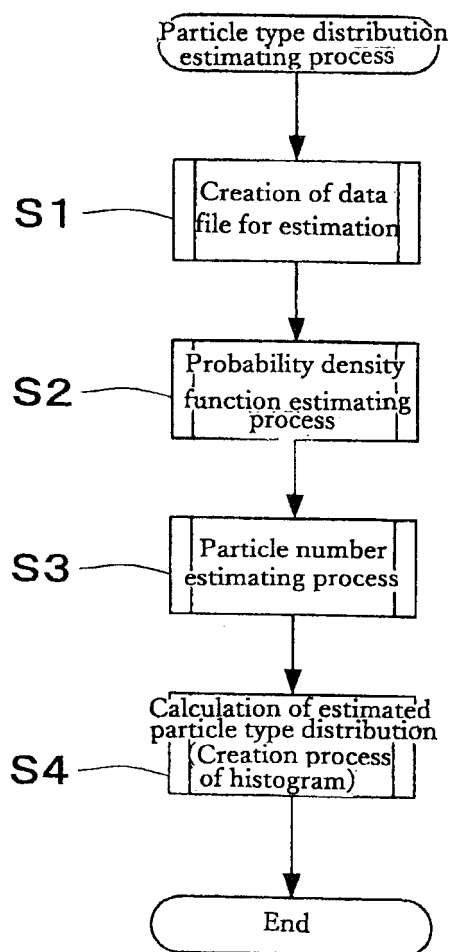 Particle type distribution
estimating process
S1
Creation of data
file for estimation
S2
Probability density
function estimating
process
S3
Particle number
estimating process
S4
Calculation of estimated
particle type distribution
(Creation process
of histogram)
End